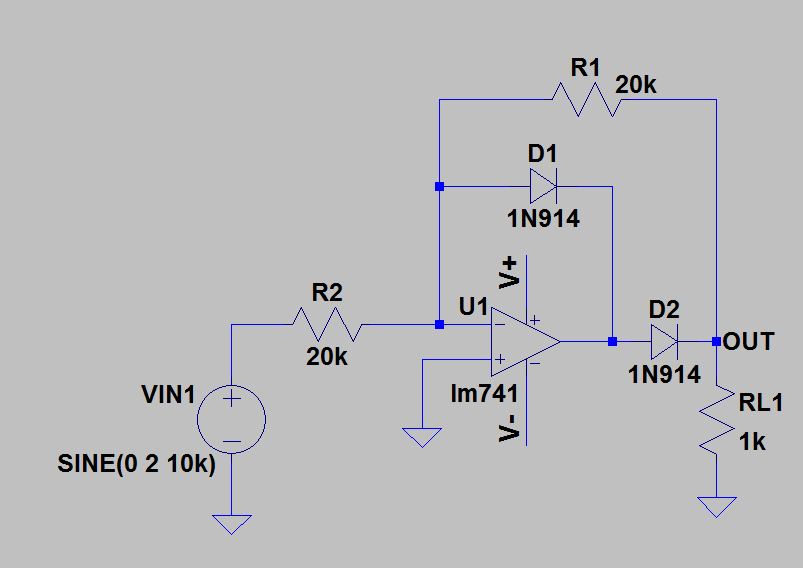 R1
20k
D1
1N914
V+
R2
20k
U1
D2
OUT
1N914
lm741
V-
VIN1
SINE(0 2 10k)
RL1
1k